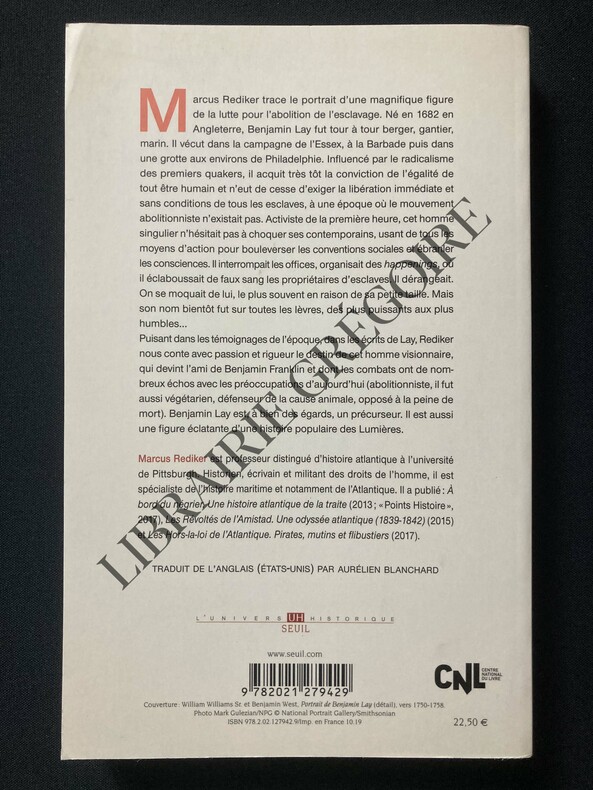 Marcus Rediker trace le portrait d'une magnifique figure
de la lutte pour l'abolition de l'esclavage. Né en 1682 en
Angleterre, Benjamin Lay fut tour à tour berger, gantier,
marin. Il vécut dans la campagne de l'Essex, à la Barbade puis dans
une grotte aux environs de Philadelphie. Influencé par le radicalisme
des premiers quakers, il acquit très tôt la conviction de l'égalité de
tout être humain et n'eut de cesse d'exiger la libération immédiate et
sans conditions de tous les esclaves, à une époque où le mouvement
abolitionniste n'existait pas. Activiste de la première heure, cet homme
singulier n'hésitait pas à choquer ses contemporains, usant de tous les
moyens d'action pour bouleverser les conventions sociales et ébranler
les consciences. Il interrompait les offices, organisait des happenings, où
il éclaboussait de faux sang les propriétaires d'esclaves. Il dérangeait.
On se moquait de lui, le plus souvent en raison de sa petite taille. Mais
son nom bientôt fut sur toutes les lèvres, des plus puissants aux plus
humbles...
Puisant dans les témoignages de l'époque, dans les écrits de Lay, Rediker
nous conte avec passion et rigueur le destin de cet homme visionnaire,
qui devint l'ami de Benjamin Franklin et dont les combats ont de nom-
breux échos avec les préoccupations d'aujourd'hui (abolitionniste, il fut
aussi végétarien, défenseur de la cause animale, opposé à la peine de
mort). Benjamin Lay est à bien des égards, un précurseur. Il est aussi
une figure éclatante d'une histoire populaire des Lumières.
Marcus Rediker est professeur distingué d'histoire atlantique à l'université
de Pittsburgh. Historien, écrivain et militant des droits de l'homme, il est
spécialiste de l'histoire maritime et notamment de l'Atlantique. Il a publié : À
bord du négrier. Une histoire atlantique de la traite (2013 ; « Points Histoire »,
2017), Les Révoltés de l'Amistad. Une odyssée atlantique (1839-1842) (2015)
et Les Hors-la-loi de l'Atlantique. Pirates, mutins et flibustiers (2017).
TRADUIT DE L'ANGLAIS (ÉTATS-UNIS) PAR AURÉLIEN BLANCHARD
L'UNIVERS UH HISTORIQUE
SEUIL
www.seuil.com
9 782021 279429
CNL CENTRE
NATIONAL
DU LIVRE
Couverture : William Williams Sr. et Benjamin West, Portrait de Benjamin Lay (détail), vers 1750-1758.
Photo Mark Gulezian/NPG © National Portrait Gallery/Smithsonian
ISBN 978.2.02.127942.9/Imp. en France 10.19
22,50 €
LIBRAIRIE GRÉGOIRE